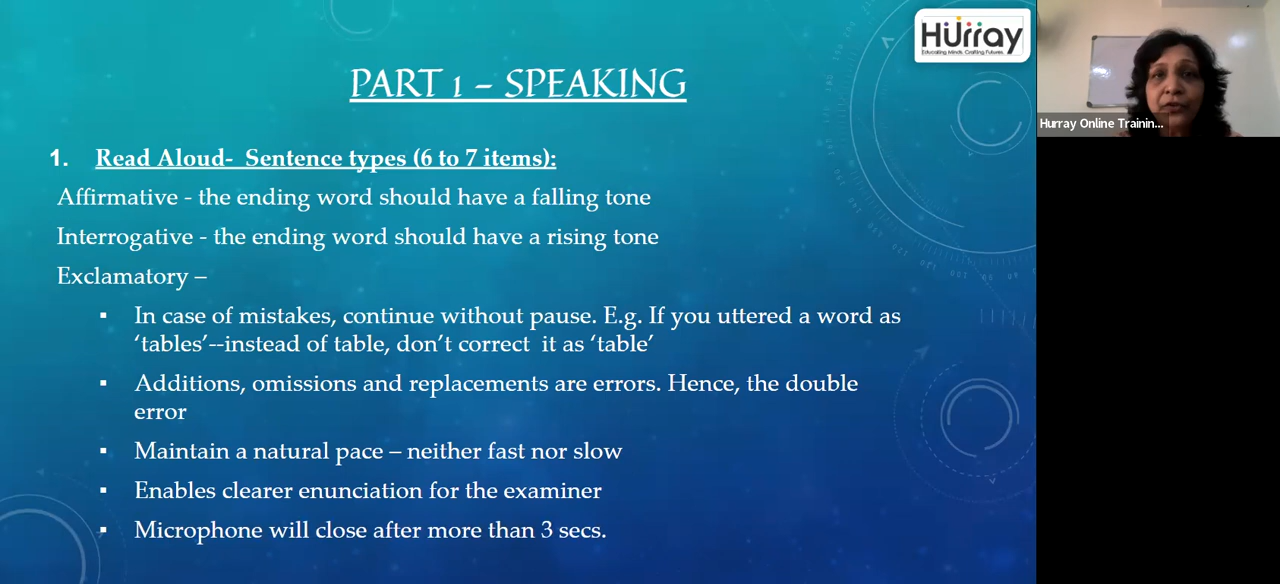 Hurray
Educating Minds. Crafting Futures.
PART 1 – SPEAKING
1. Read Aloud- Sentence types (6 to 7 items):
Affirmative - the ending word should have a falling tone
Interrogative - the ending word should have a rising tone
Exclamatory –
▪ In case of mistakes, continue without pause. E.g. If you uttered a word as
‘tables’--instead of table, don’t correct it as ‘table’
▪ Additions, omissions and replacements are errors. Hence, the double
error
▪ Maintain a natural pace – neither fast nor slow
▪ Enables clearer enunciation for the examiner
▪ Microphone will close after more than 3 secs.
Hurray Online Trainin...